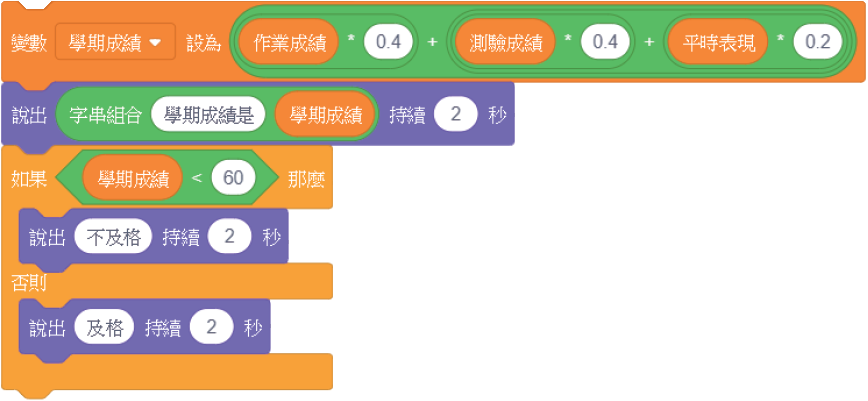 變數 學期成績 設為 作業成績 * 0.4 + 測驗成績 * 0.4 + 平時表現 * 0.2
說出 字串組合 學期成績是 學期成績 持續 2 秒
如果 學期成績 < 60 那麼
說出 不及格 持續 2 秒
否則
說出 及格 持續 2 秒